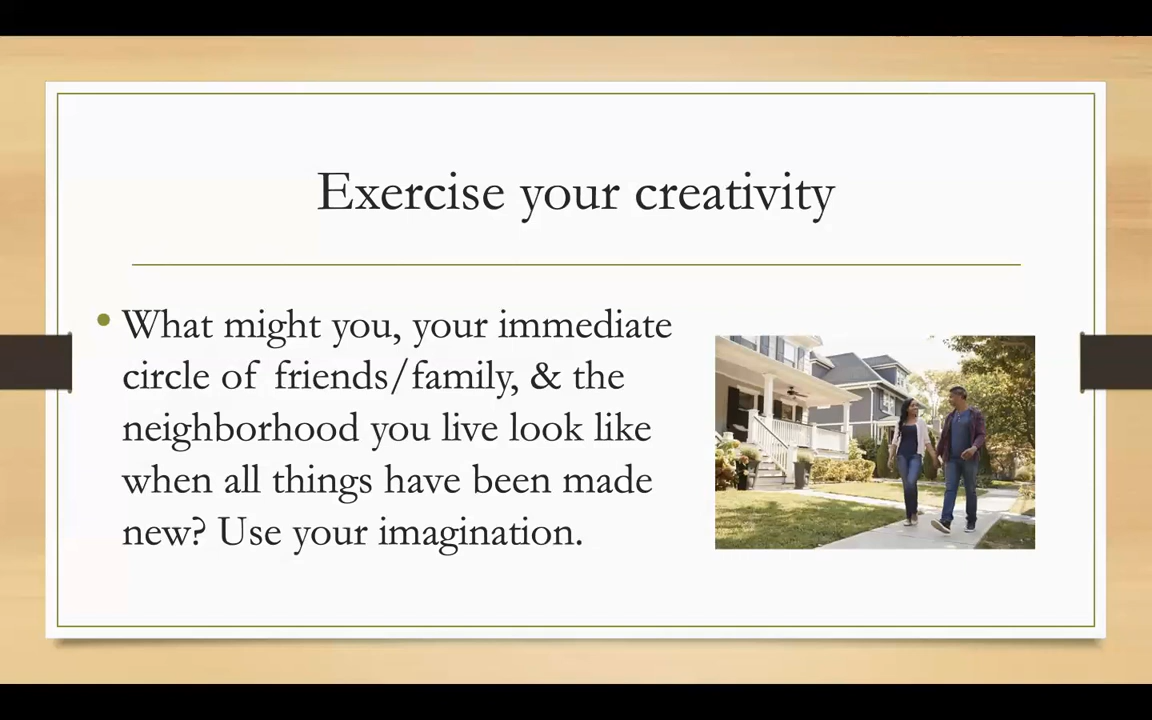 Exercise your creativity
• What might you, your immediate
circle of friends/family, & the
neighborhood you live look like
when all things have been made
new? Use your imagination.